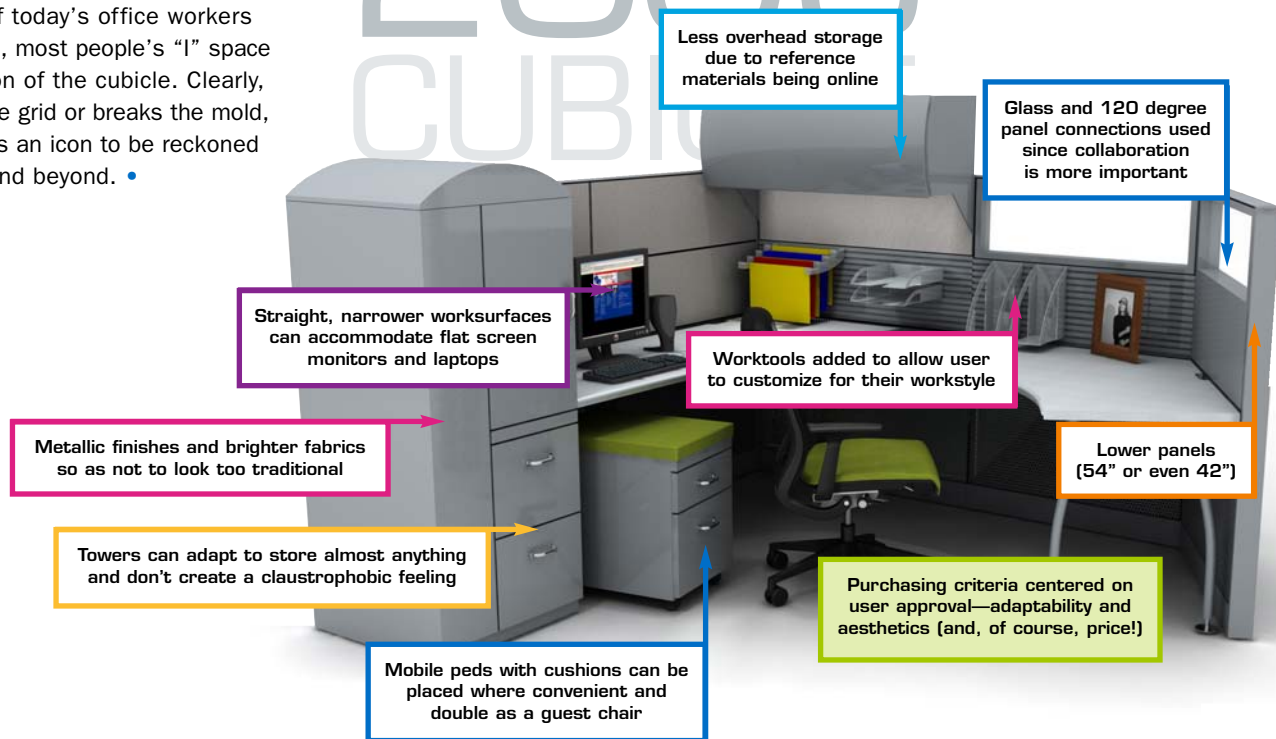 f today's office workers
, most people's “I” space
on of the cubicle. Clearly,
e grid or breaks the mold,
s an icon to be reckoned
nd beyond. •
Less overhead storage
due to reference
materials being online
Glass and 120 degree
panel connections used
since collaboration
is more important
Straight, narrower worksurfaces
can accommodate flat screen
monitors and laptops
Worktools added to allow user
to customize for their workstyle
Metallic finishes and brighter fabrics
so as not to look too traditional
Lower panels
(54” or even 42”)
Towers can adapt to store almost anything
and don't create a claustrophobic feeling
Purchasing criteria centered on
user approval—adaptability and
aesthetics (and, of course, price!)
Mobile peds with cushions can be
placed where convenient and
double as a guest chair